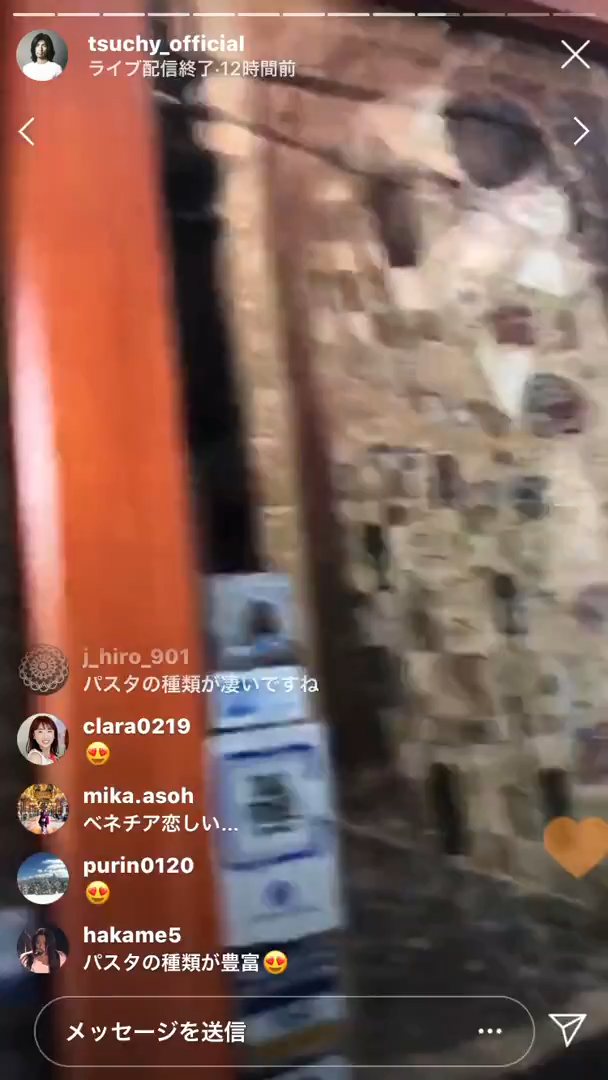 tsuchy_official
ライブ配信終了·12時間前
j_hiro_901
パスタの種類が凄いですね
clara0219
😍
mika.asoh
ベネチア恋しい...
purin0120
😍
hakame5
パスタの種類が豊富😍
メッセージを送信